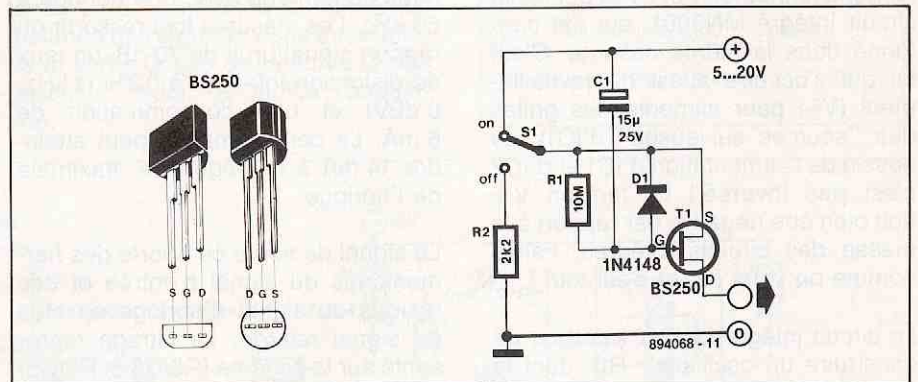 BS250
S G D
D G S
+
5...20V
C1
15µ
25V
on
S1
off
R1
10M
D1
R2
2k2
1N4148
T1
S
G
D
BS250
0
894068 - 11